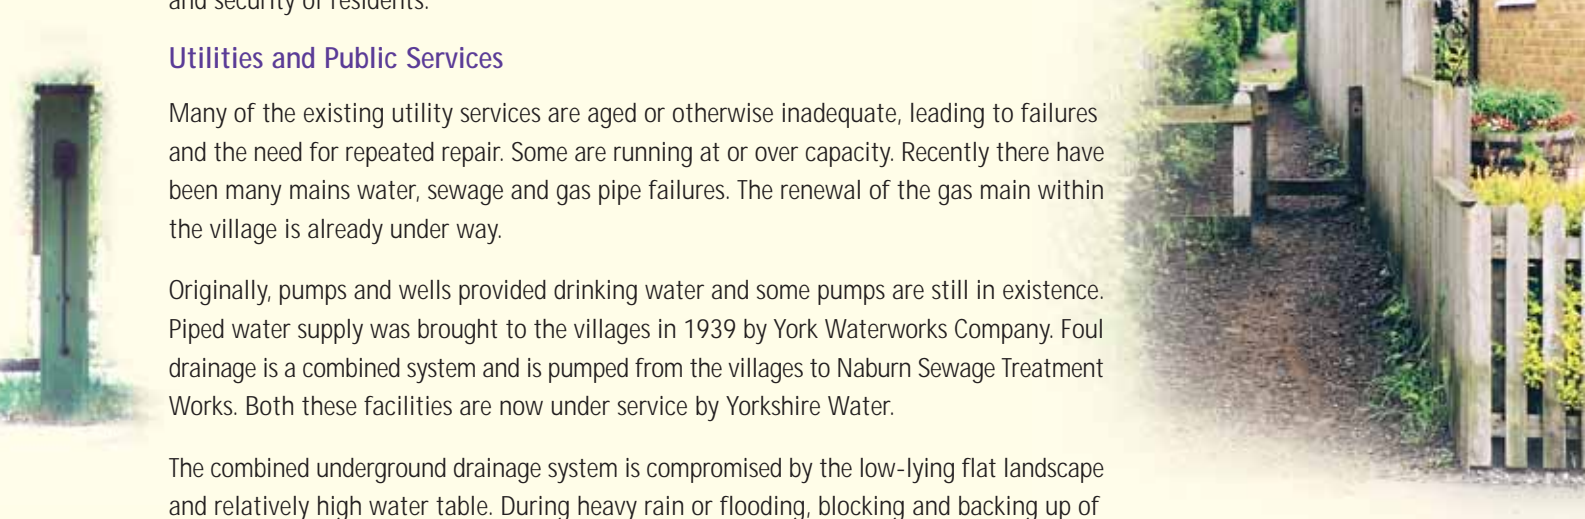 and security of residents.
Utilities and Public Services
Many of the existing utility services are aged or otherwise inadequate, leading to failures
and the need for repeated repair. Some are running at or over capacity. Recently there have
been many mains water, sewage and gas pipe failures. The renewal of the gas main within
the village is already under way.
Originally, pumps and wells provided drinking water and some pumps are still in existence.
Piped water supply was brought to the villages in 1939 by York Waterworks Company. Foul
drainage is a combined system and is pumped from the villages to Naburn Sewage Treatment
Works. Both these facilities are now under service by Yorkshire Water.
The combined underground drainage system is compromised by the low-lying flat landscape
and relatively high water table. During heavy rain or flooding, blocking and backing up of